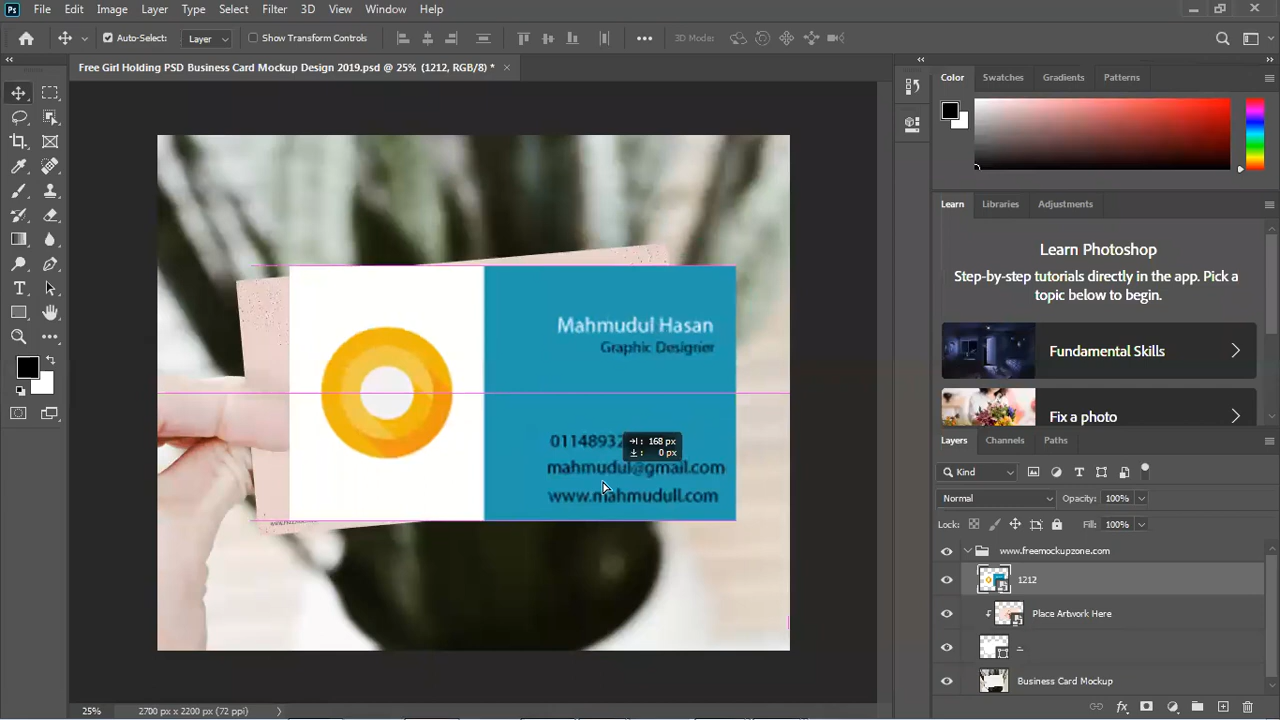 Ps File Edit Image Layer Type Select Filter 3D View Window Help
Auto-Select: Layer Show Transform Controls 3D Mode:
Free Girl Holding PSD Business Card Mockup Design 2019.psd @ 25% (1212, RGB/8) *
Color Swatches Gradients Patterns
Learn Libraries Adjustments
Learn Photoshop
Step-by-step tutorials directly in the app. Pick a topic below to begin.
Fundamental Skills
Fix a photo
Mahmudul Hasan
Graphic Designer
0114893
mahmudul@gmail.com
www.mahmudull.com
168 px
0 px
Layers Channels Paths
Kind
Normal Opacity: 100%
Lock: Fill: 100%
www.freemockupzone.com
1212
Place Artwork Here
Business Card Mockup
25% 2700 px x 2200 px (72 ppi)